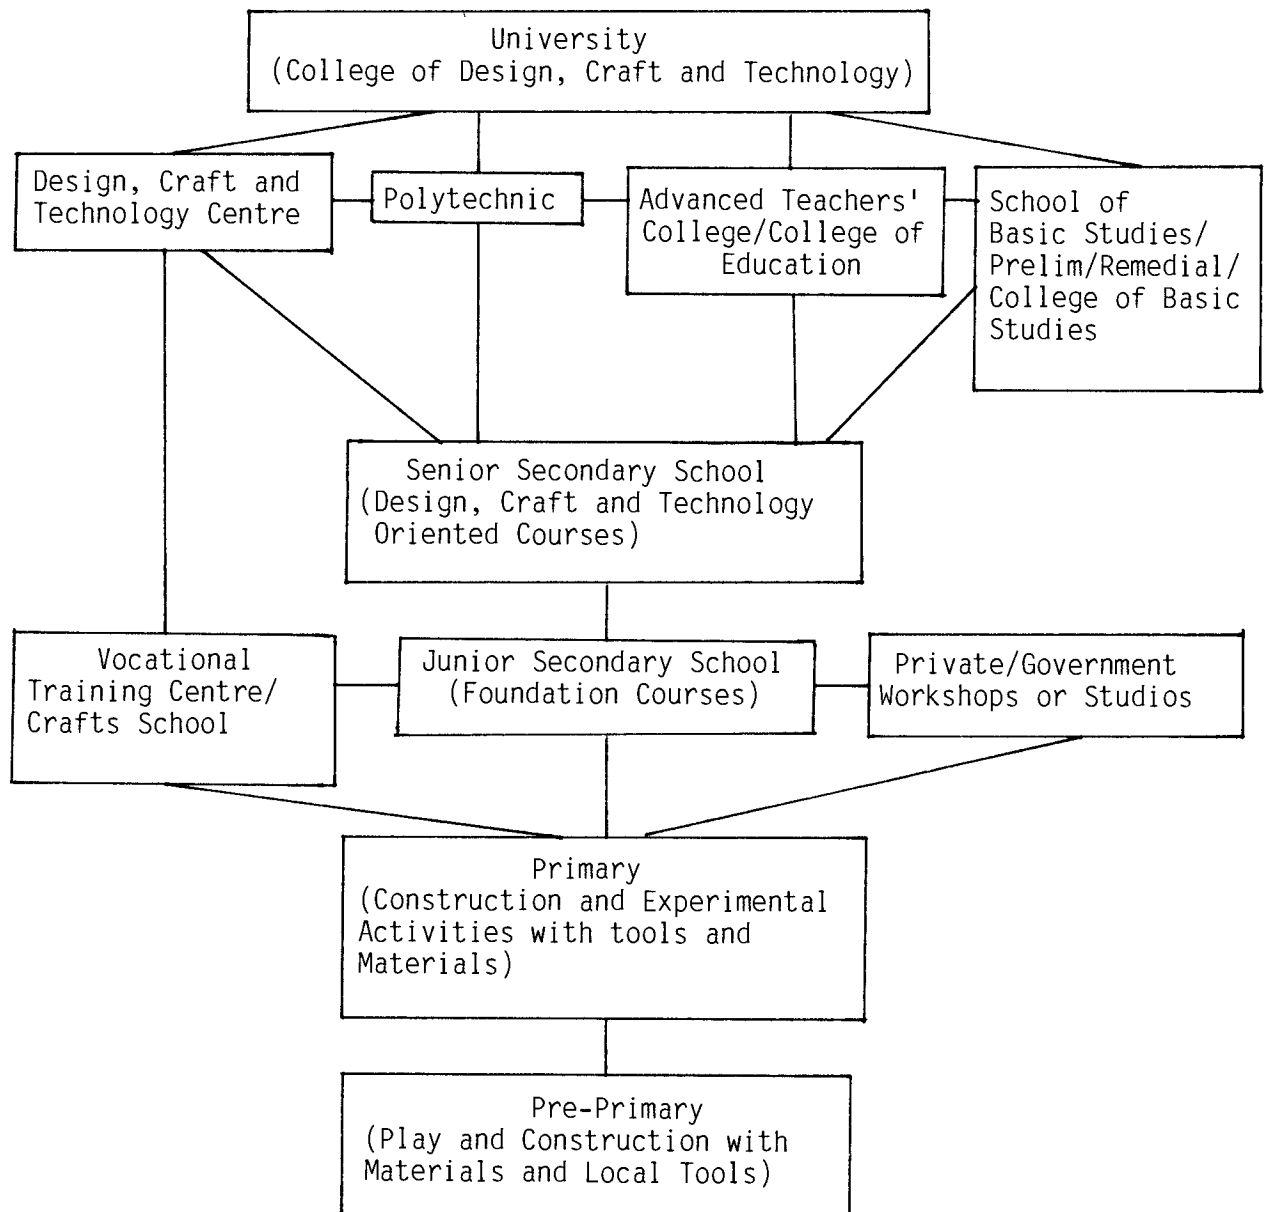 University
(College of Design, Craft and Technology)
Design, Craft and
Technology Centre
Polytechnic
Advanced Teachers'
College/College of
Education
School of
Basic Studies/
Prelim/Remedial/
College of Basic
Studies
Senior Secondary School
(Design, Craft and Technology
Oriented Courses)
Vocational
Training Centre/
Crafts School
Junior Secondary School
(Foundation Courses)
Private/Government
Workshops or Studios
Primary
(Construction and Experimental
Activities with tools and
Materials)
Pre-Primary
(Play and Construction with
Materials and Local Tools)